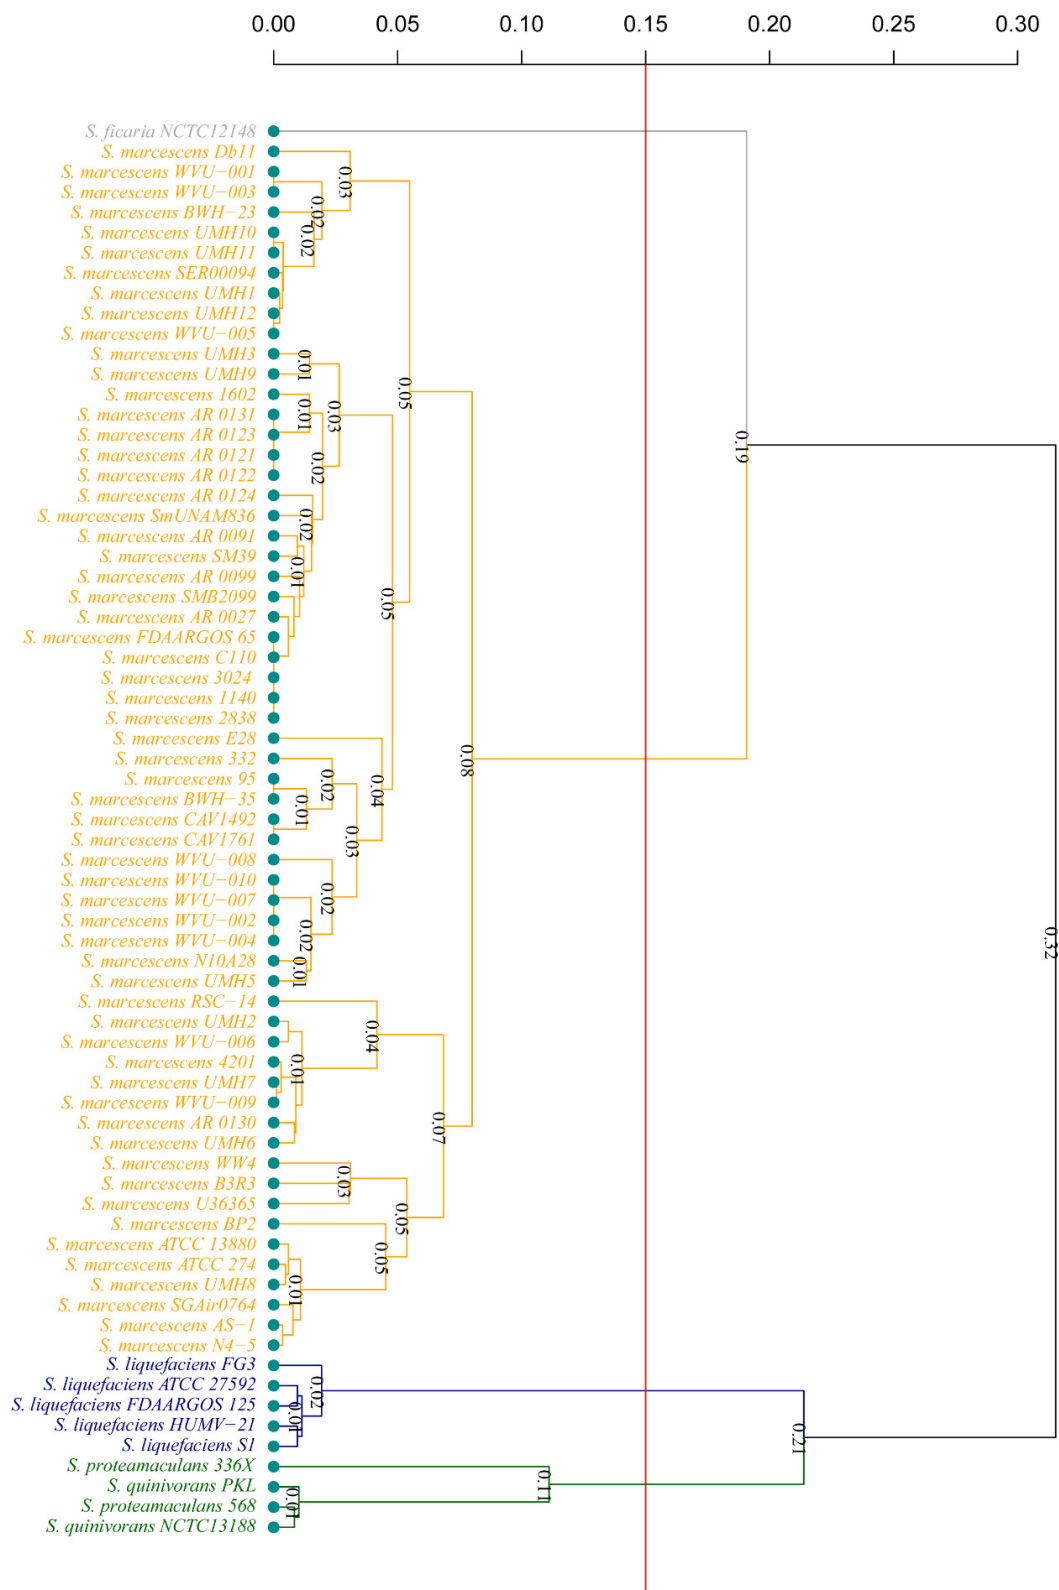 0.00 0.05 0.10 0.15 0.20 0.25 0.30
S. ficaria NCTC12148
S. marcescens Db11
S. marcescens WVU−001
S. marcescens WVU−003
S. marcescens BWH−23
S. marcescens UMH10
S. marcescens UMH11
S. marcescens SER00094
S. marcescens UMH1
S. marcescens UMH12
S. marcescens WVU−005
S. marcescens UMH3
S. marcescens UMH9
S. marcescens 1602
S. marcescens AR 0131
S. marcescens AR 0123
S. marcescens AR 0121
S. marcescens AR 0122
S. marcescens AR 0124
S. marcescens SmUNAM836
S. marcescens AR 0091
S. marcescens SM39
S. marcescens AR 0099
S. marcescens SMB2099
S. marcescens AR 0027
S. marcescens FDAARGOS 65
S. marcescens C110
S. marcescens 3024
S. marcescens 1140
S. marcescens 2838
S. marcescens E28
S. marcescens 332
S. marcescens 95
S. marcescens BWH−35
S. marcescens CAV1492
S. marcescens CAV1761
S. marcescens WVU−008
S. marcescens WVU−010
S. marcescens WVU−007
S. marcescens WVU−002
S. marcescens WVU−004
S. marcescens N10A28
S. marcescens UMH5
S. marcescens RSC−14
S. marcescens UMH2
S. marcescens WVU−006
S. marcescens 4201
S. marcescens UMH7
S. marcescens WVU−009
S. marcescens AR 0130
S. marcescens UMH6
S. marcescens WW4
S. marcescens B3R3
S. marcescens U36365
S. marcescens BP2
S. marcescens ATCC 13880
S. marcescens ATCC 274
S. marcescens UMH8
S. marcescens SGAir0764
S. marcescens AS−1
S. marcescens N4−5
S. liquefaciens FG3
S. liquefaciens ATCC 27592
S. liquefaciens FDAARGOS 125
S. liquefaciens HUMV−21
S. liquefaciens S1
S. proteamaculans 336X
S. quinivorans PKL
S. proteamaculans 568
S. quinivorans NCTC13188
0.03
0.02
0.02
0.01
0.05
0.03
0.01
0.19
0.02
0.02
0.01
0.05
0.08
0.02
0.04
0.01
0.03
0.02
0.02
0.32
0.01
0.04
0.01
0.07
0.03
0.05
0.05
0.01
0.02
0.01
0.21
0.11
0.01